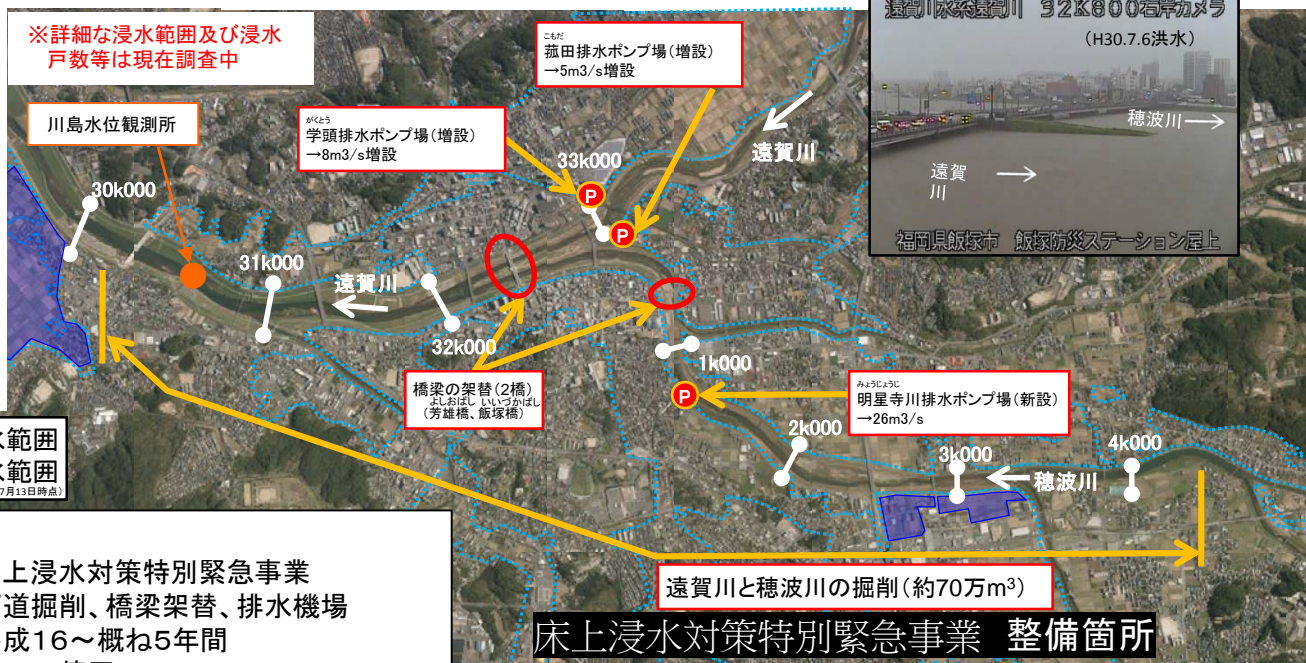 ※詳細な浸水範囲及び浸水
戸数等は現在調査中
川島水位観測所
がくとう
学頭排水ポンプ場(増設)
→8m3/s増設
こもだ
菰田排水ポンプ場(増設)
→5m3/s増設
遠賀川水系遠賀川 32K800右岸カメラ
(H30.7.6洪水)
穂波川
遠賀
川
福岡県飯塚市 飯塚防災ステーション屋上
遠賀川
33k000
P
P
30k000
31k000
遠賀川
32k000
1k000
橋梁の架替(2橋)
よしおばし いいづかばし
(芳雄橋、飯塚橋)
P
みょうじょうじ
明星寺川排水ポンプ場(新設)
→26m3/s
2k000
3k000
4k000
穂波川
水範囲
水範囲
7月13日時点)
遠賀川と穂波川の掘削(約70万m³)
上浸水対策特別緊急事業
道掘削、橋梁架替、排水機場
成16~概ね5年間
床上浸水対策特別緊急事業 整備箇所